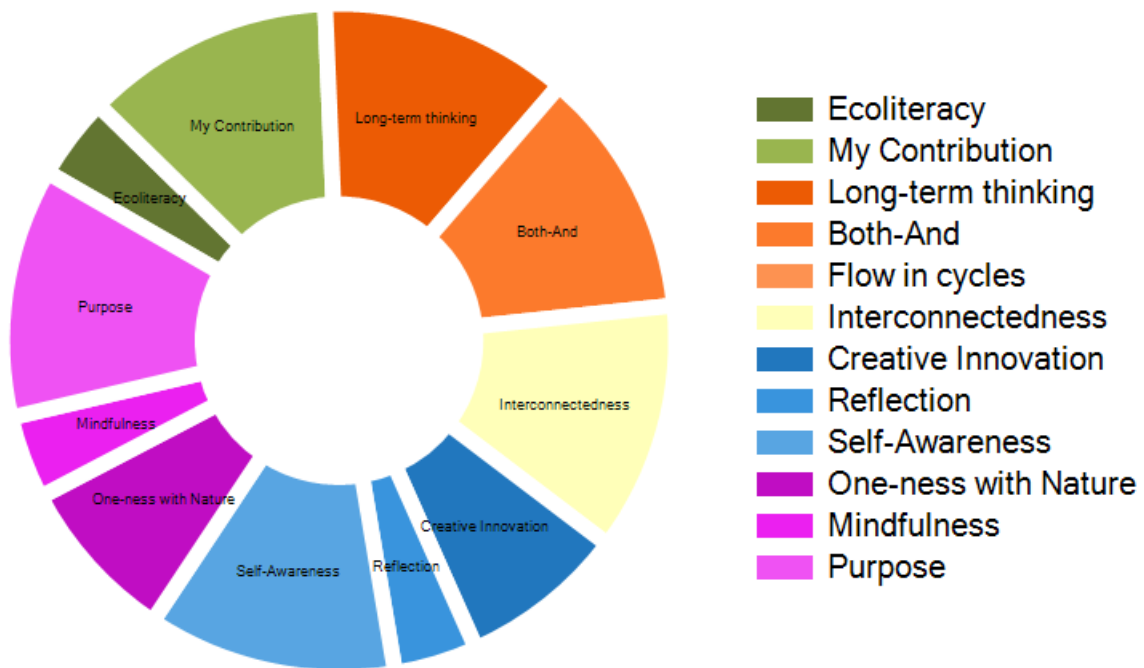 My Contribution
Long-term thinking
Ecoliteracy
Both-And
Purpose
Interconnectedness
Mindfulness
One-ness with Nature
Creative Innovation
Self-Awareness
Reflection
Ecoliteracy
My Contribution
Long-term thinking
Both-And
Flow in cycles
Interconnectedness
Creative Innovation
Reflection
Self-Awareness
One-ness with Nature
Mindfulness
Purpose